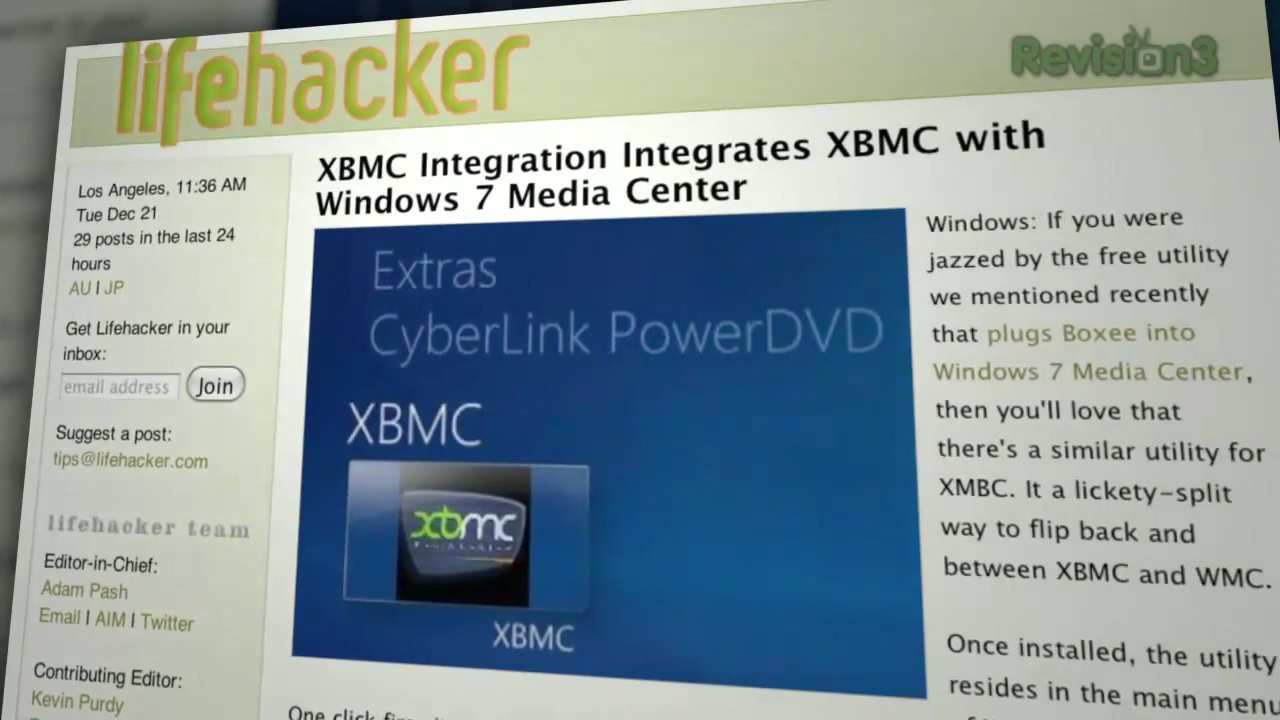 lifehacker
Revision3
Los Angeles, 11:36 AM
Tue Dec 21
29 posts in the last 24
hours
AU | JP
Get Lifehacker in your
inbox:
email address Join
Suggest a post:
tips@lifehacker.com
lifehacker team
Editor-in-Chief:
Adam Pash
Email | AIM | Twitter
Contributing Editor:
Kevin Purdy
XBMC Integration Integrates XBMC with
Windows 7 Media Center
Extras
CyberLink PowerDVD
XBMC
xbmc
XBMC
Windows: If you were
jazzed by the free utility
we mentioned recently
that plugs Boxee into
Windows 7 Media Center,
then you'll love that
there's a similar utility for
XMBC. It a lickety-split
way to flip back and
between XBMC and WMC.
Once installed, the utility
resides in the main menu
One click